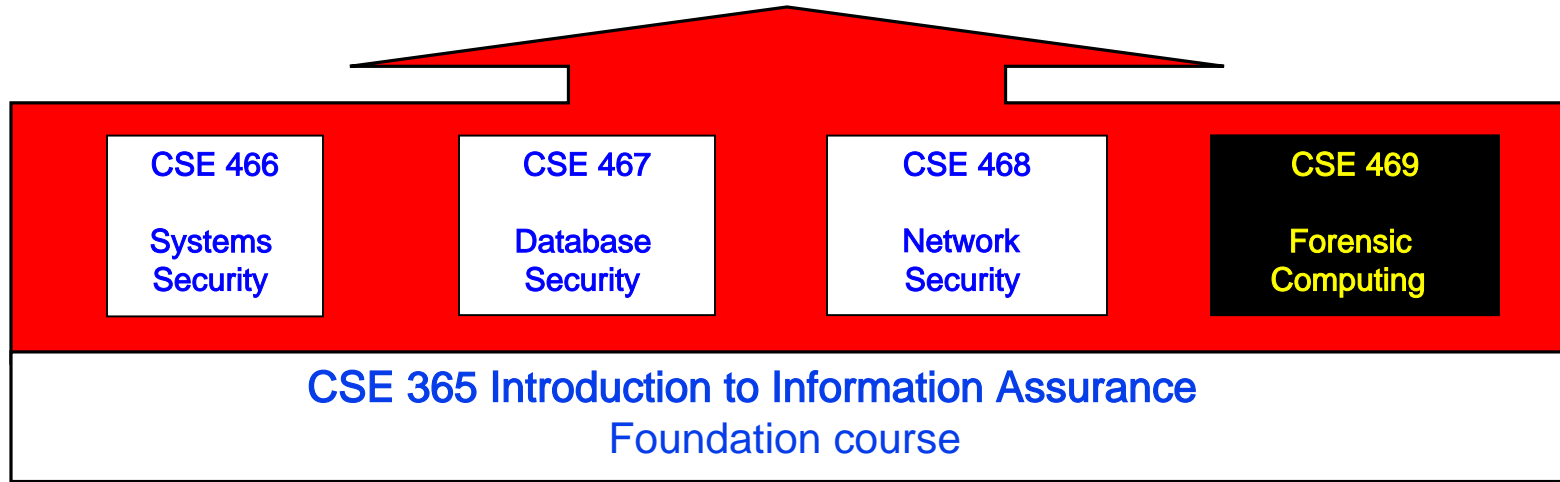 CSE 466
Systems
Security
CSE 467
Database
Security
CSE 468
Network
Security
CSE 469
Forensic
Computing
CSE 365 Introduction to Information Assurance
Foundation course